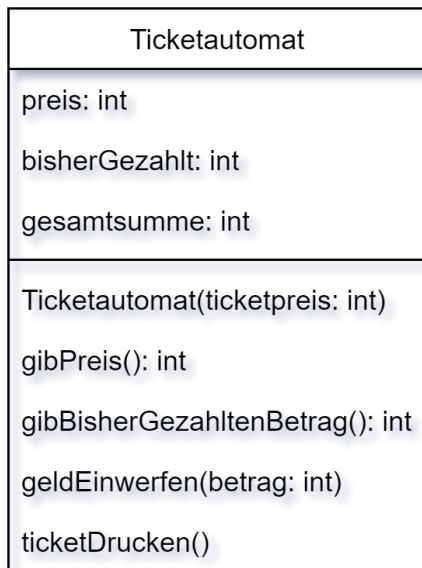 Ticketautomat
preis: int
bisherGezahlt: int
gesamtsumme: int
Ticketautomat(ticketpreis: int)
gibPreis(): int
gibBisherGezahltenBetrag(): int
geldEinwerfen(betrag: int)
ticketDrucken()